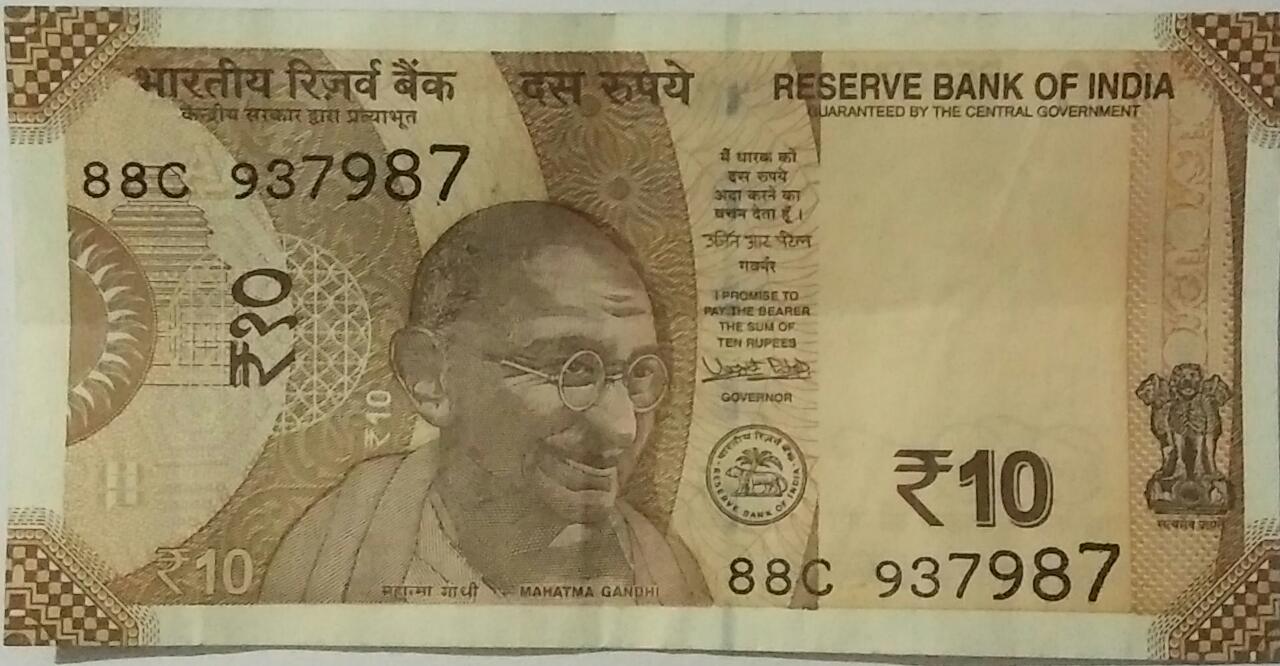 भारतीय रिज़र्व बैंक
केन्द्रीय सरकार द्वारा प्रत्याभूत
दस रुपये
RESERVE BANK OF INDIA
GUARANTEED BY THE CENTRAL GOVERNMENT
88C 937987
₹१०
₹10
₹10
मैं धारक को
दस रुपये
अदा करने का
वचन देता हूँ ।
उर्जित आर पटेल
गवर्नर
I PROMISE TO
PAY THE BEARER
THE SUM OF
TEN RUPEES
GOVERNOR
भारतीय रिज़र्व बैंक
RESERVE BANK OF INDIA
₹10
सत्यमेव जयते
88C 937987
महात्मा गांधी
MAHATMA GANDHI